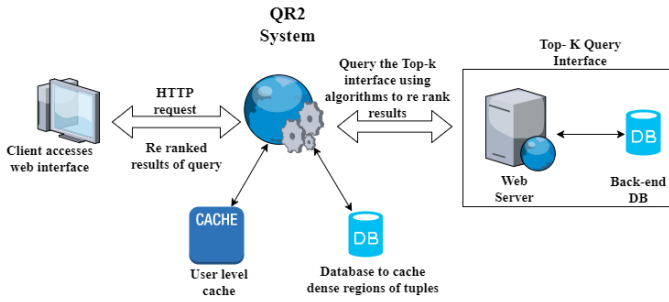 QR2
System
Top- K Query
Interface
Query the Top-k
interface using
algorithms to re rank
results
HTTP
request
Re ranked
results of query
Client accesses
web interface
Web
Server
DB
Back-end
DB
CACHE
User level
cache
DB
Database to cache
dense regions of tuples